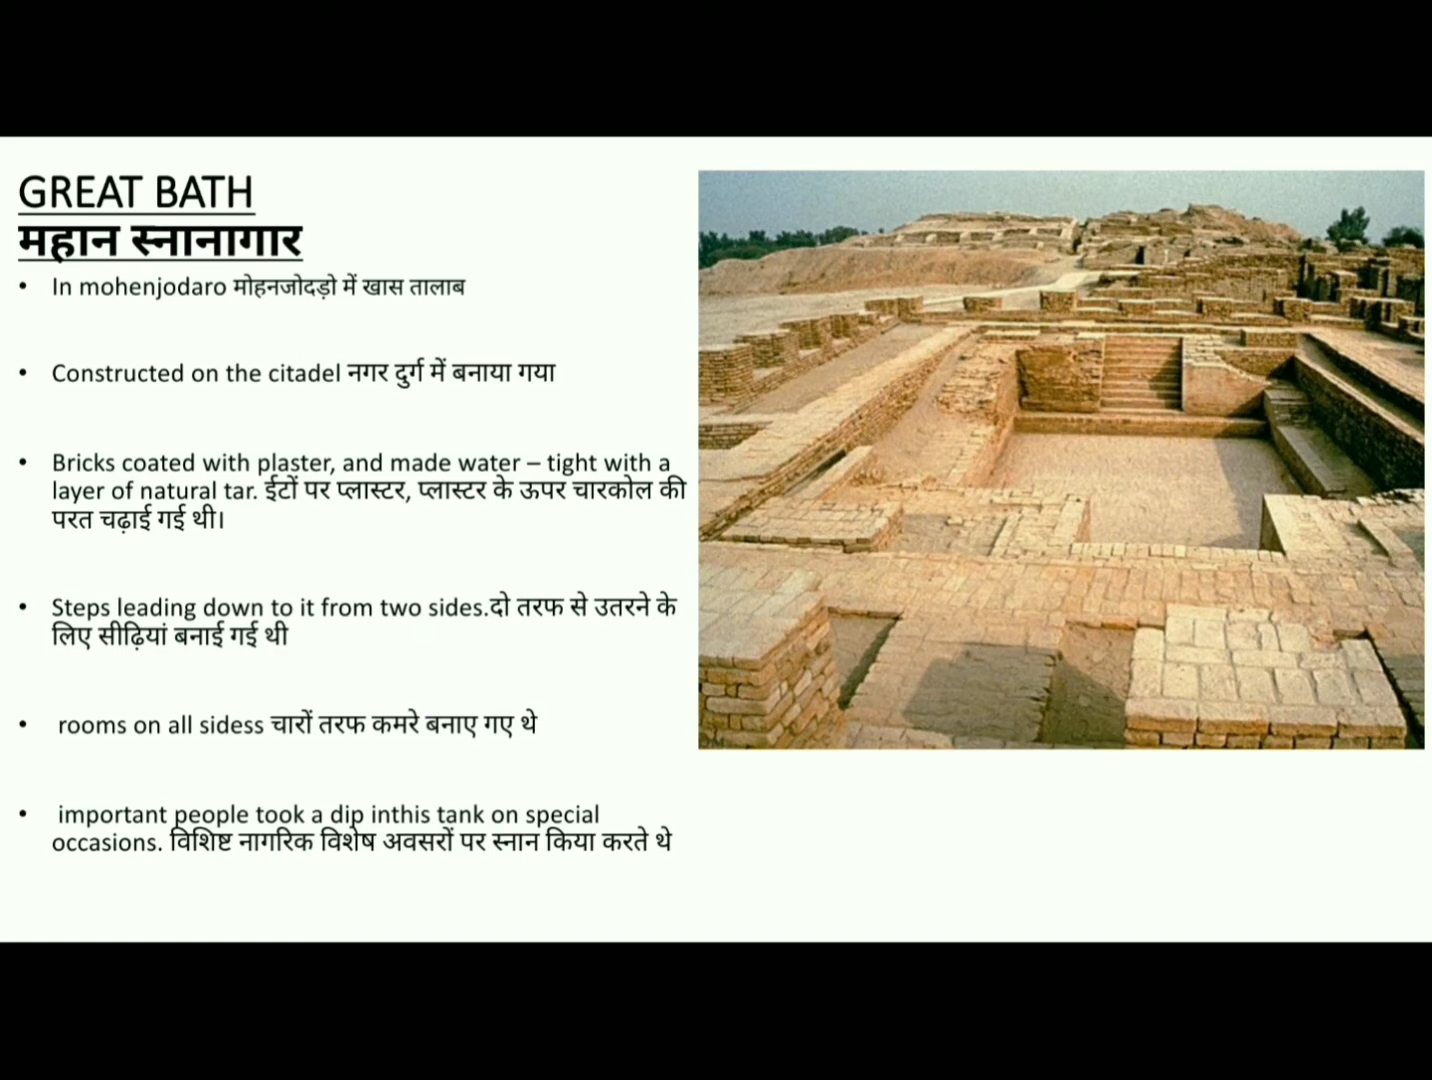 GREAT BATH
महान स्नानागार
• In mohenjodaro मोहनजोदड़ो में खास तालाब
• Constructed on the citadel नगर दुर्ग में बनाया गया
• Bricks coated with plaster, and made water – tight with a
layer of natural tar. ईटों पर प्लास्टर, प्लास्टर के ऊपर चारकोल की
परत चढ़ाई गई थी।
• Steps leading down to it from two sides.दो तरफ से उतरने के
लिए सीढ़ियां बनाई गई थी
• rooms on all sidess चारों तरफ कमरे बनाए गए थे
• important people took a dip inthis tank on special
occasions. विशिष्ट नागरिक विशेष अवसरों पर स्नान किया करते थे